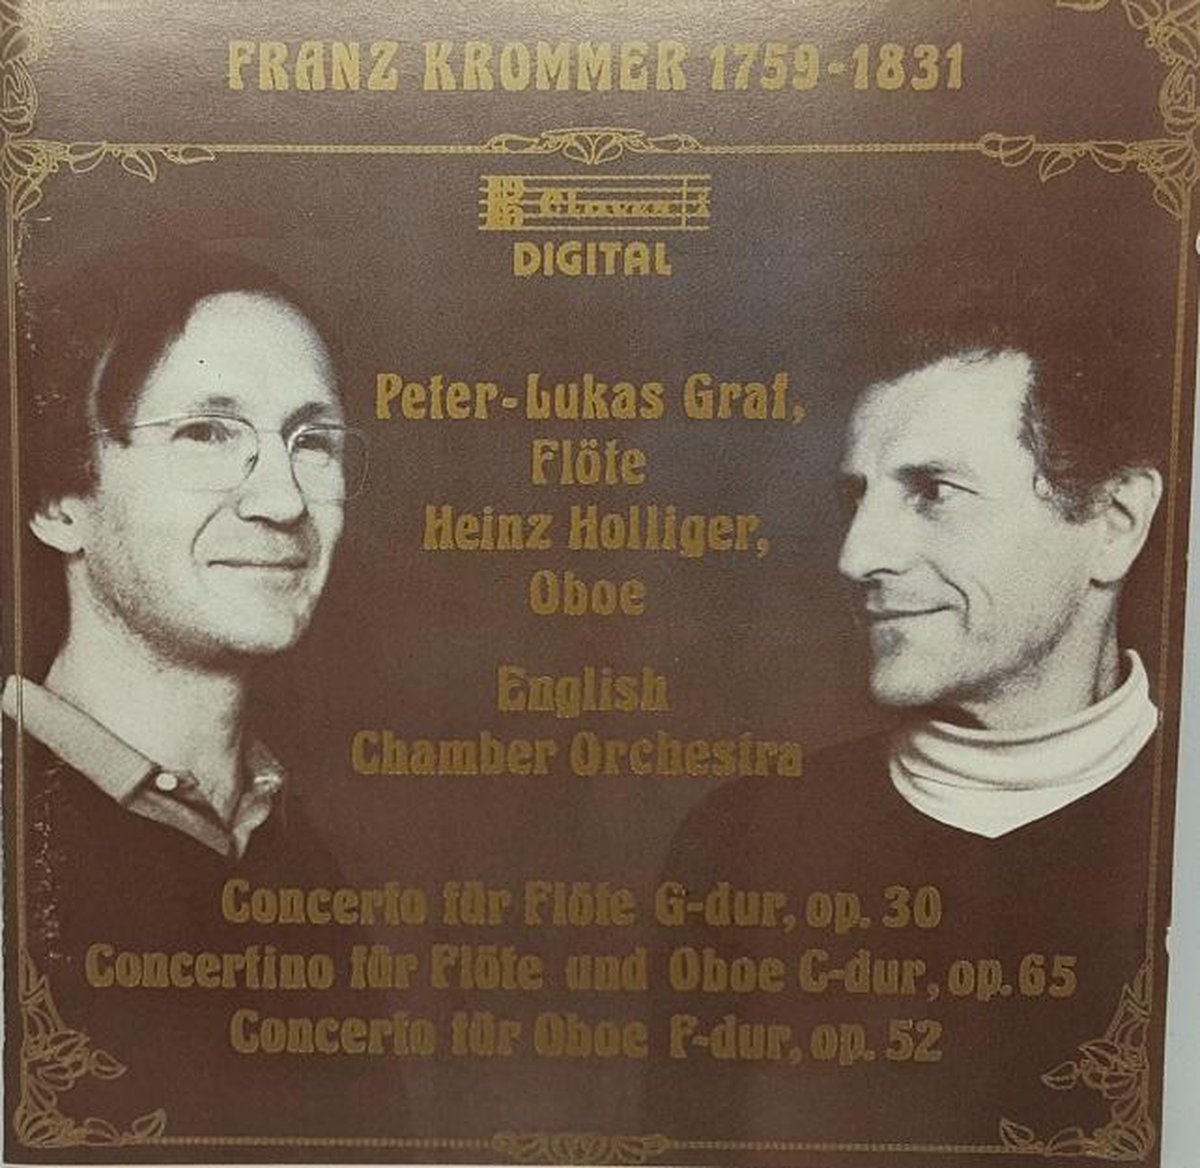 FRANZ KROMMER 1759-1831
Claves
DIGITAL
Peter-Lukas Graf,
Flöte
Heinz Holliger,
Oboe
English
Chamber Orchestra
Concerto für Flöte G-dur, op. 30
Concertino für Flöte und Oboe C-dur, op. 65
Concerto für Oboe F-dur, op. 52